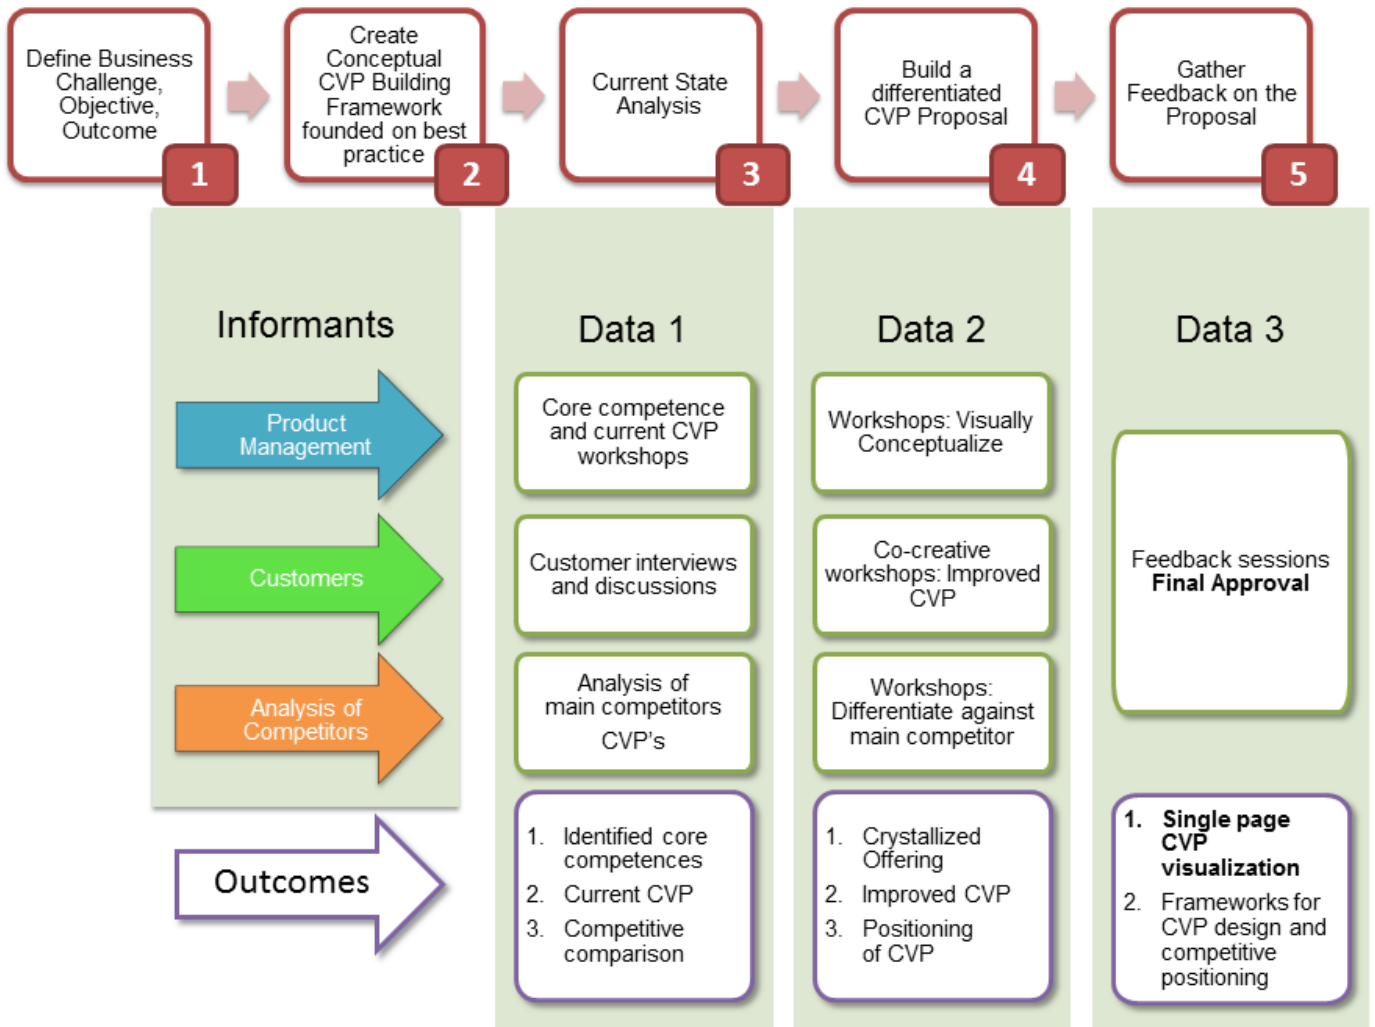 Define Business
Challenge,
Objective,
Outcome
1
Create
Conceptual
CVP Building
Framework
founded on best
practice
2
Current State
Analysis
3
Build a
differentiated
CVP Proposal
4
Gather
Feedback on the
Proposal
5
Informants
Data 1
Data 2
Data 3
Product
Management
Core competence
and current CVP
workshops
Workshops: Visually
Conceptualize
Customers
Customer interviews
and discussions
Co-creative
workshops: Improved
CVP
Feedback sessions
Final Approval
Analysis of
Competitors
Analysis of
main competitors
CVP's
Workshops:
Differentiate against
main competitor
Outcomes
1. Identified core
competences
2. Current CVP
3. Competitive
comparison
1. Crystallized
Offering
2. Improved CVP
3. Positioning
of CVP
1. Single page
CVP
visualization
2. Frameworks for
CVP design and
competitive
positioning